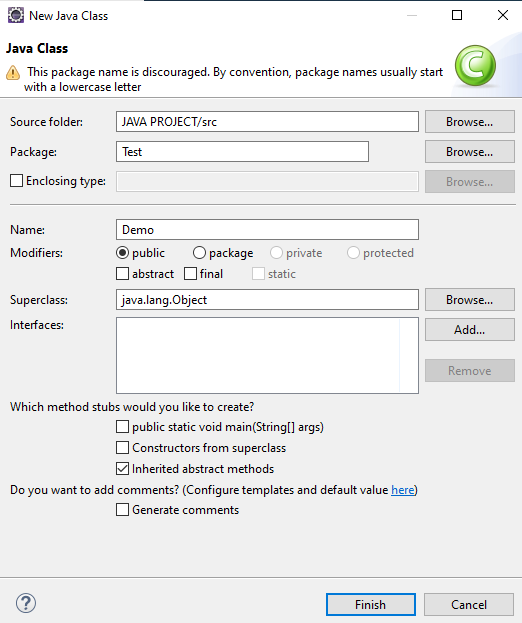 New Java Class
Java Class
This package name is discouraged. By convention, package names usually start
with a lowercase letter
Source folder: JAVA PROJECT/src Browse...
Package: Test Browse...
Enclosing type: Browse...
Name: Demo
Modifiers: public package private protected
abstract final static
Superclass: java.lang.Object Browse...
Interfaces: Add...
Remove
Which method stubs would you like to create?
public static void main(String[] args)
Constructors from superclass
Inherited abstract methods
Do you want to add comments? (Configure templates and default value here)
Generate comments
? Finish Cancel